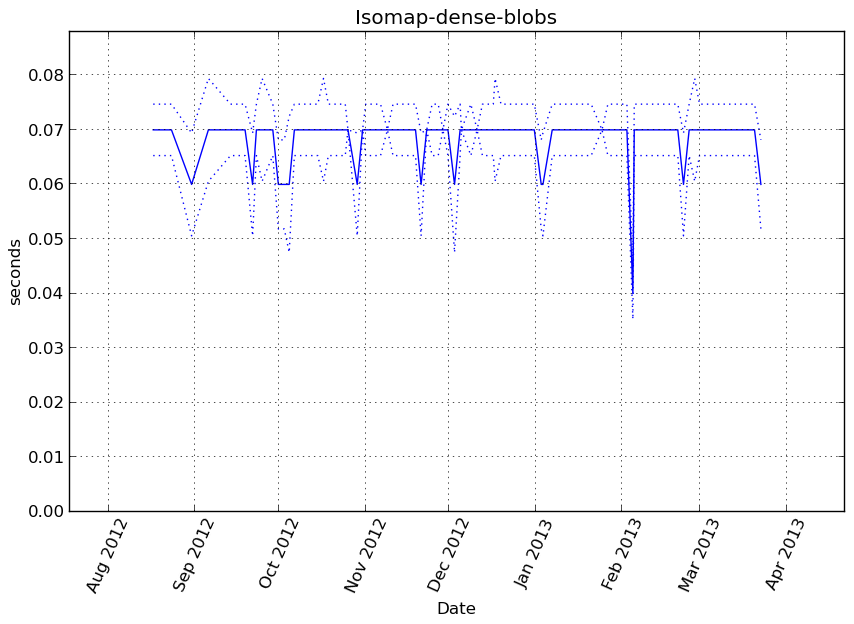 Isomap-dense-blobs
0.08
0.07
0.06
0.05
0.04
0.03
0.02
0.01
0.00
seconds
Aug 2012
Sep 2012
Oct 2012
Nov 2012
Dec 2012
Jan 2013
Feb 2013
Mar 2013
Apr 2013
Date